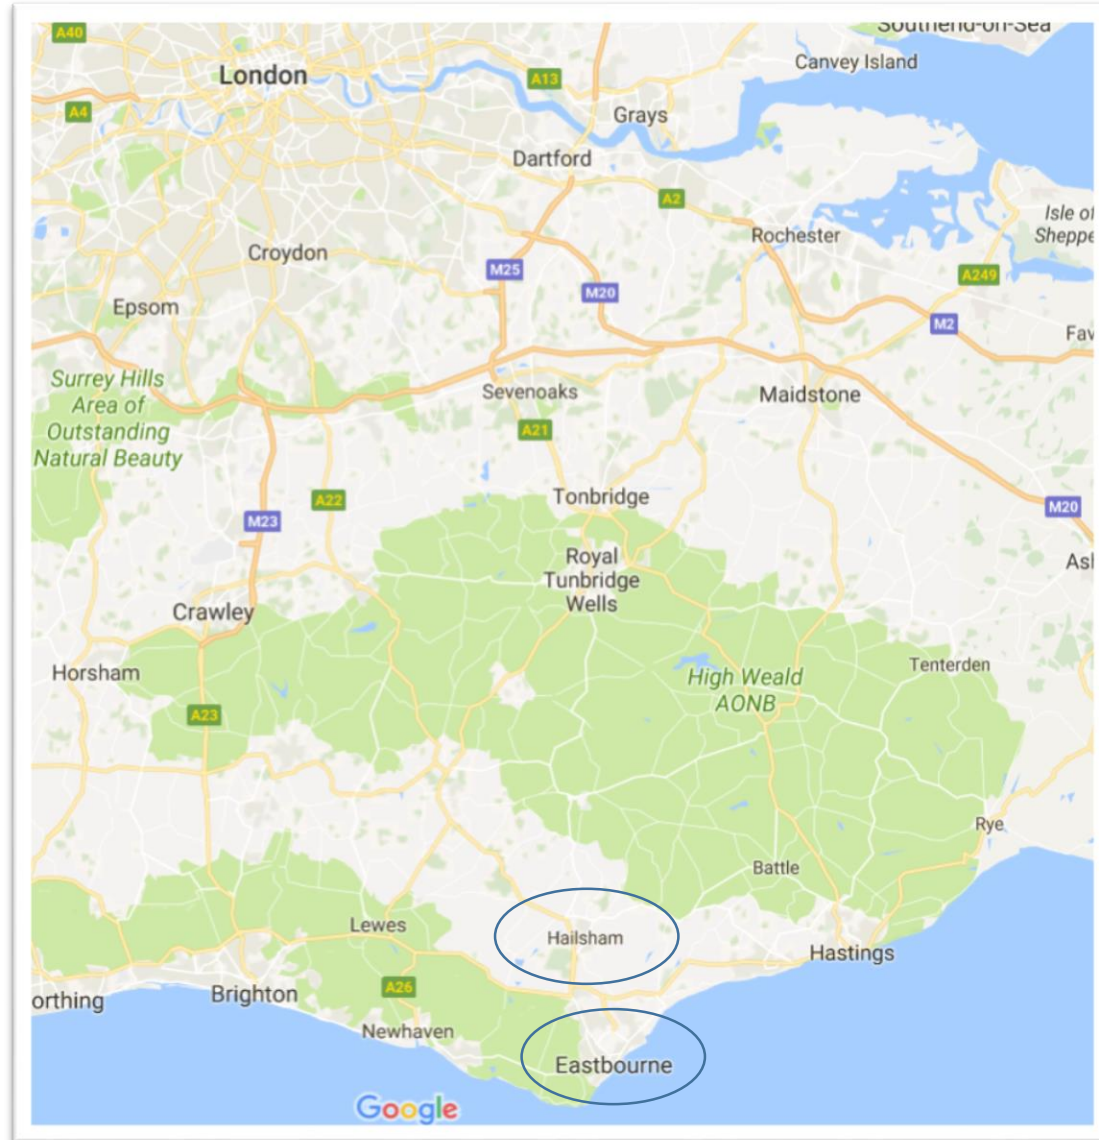 A40
Southend-on-Sea
London
Canvey Island
A13
A4
Grays
Dartford
A2
Isle of
Sheppe
Rochester
Croydon
M25
A249
M20
Epsom
M2
Fav
Surrey Hills
Area of
Outstanding
Natural Beauty
Sevenoaks
Maidstone
A21
A22
Tonbridge
M20
M23
Royal
Tunbridge
Wells
Ash
Crawley
Horsham
High Weald
AONB
Tenterden
A23
Rye
Battle
Lewes
Hailsham
Hastings
A26
orthing
Brighton
Newhaven
Eastbourne
Google